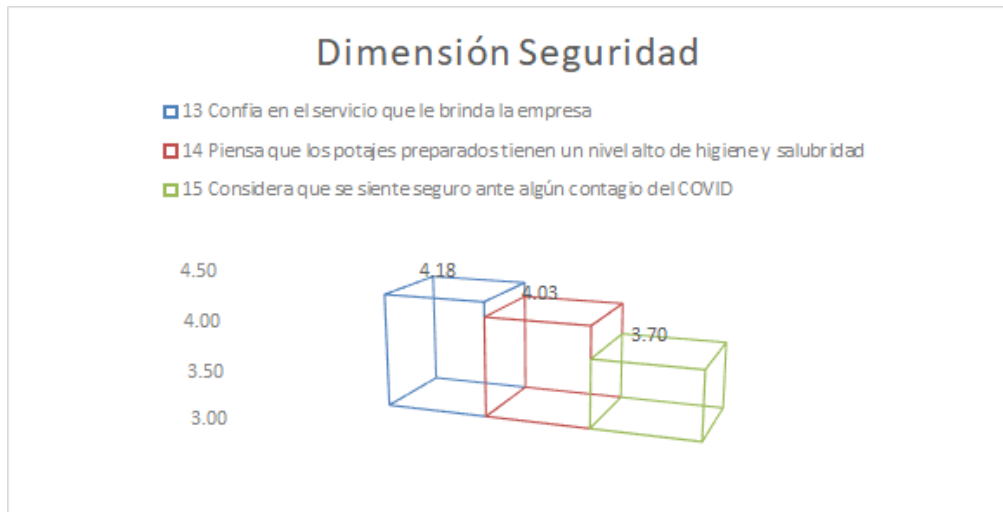 Dimensión Seguridad
13 Confia en el servicio que le brinda la empresa
14 Piensa que los potajes preparados tienen un nivel alto de higiene y salubridad
15 Considera que se siente seguro ante algún contagio del COVID
4.50
4.18
4.03
4.00
3.70
3.50
3.00